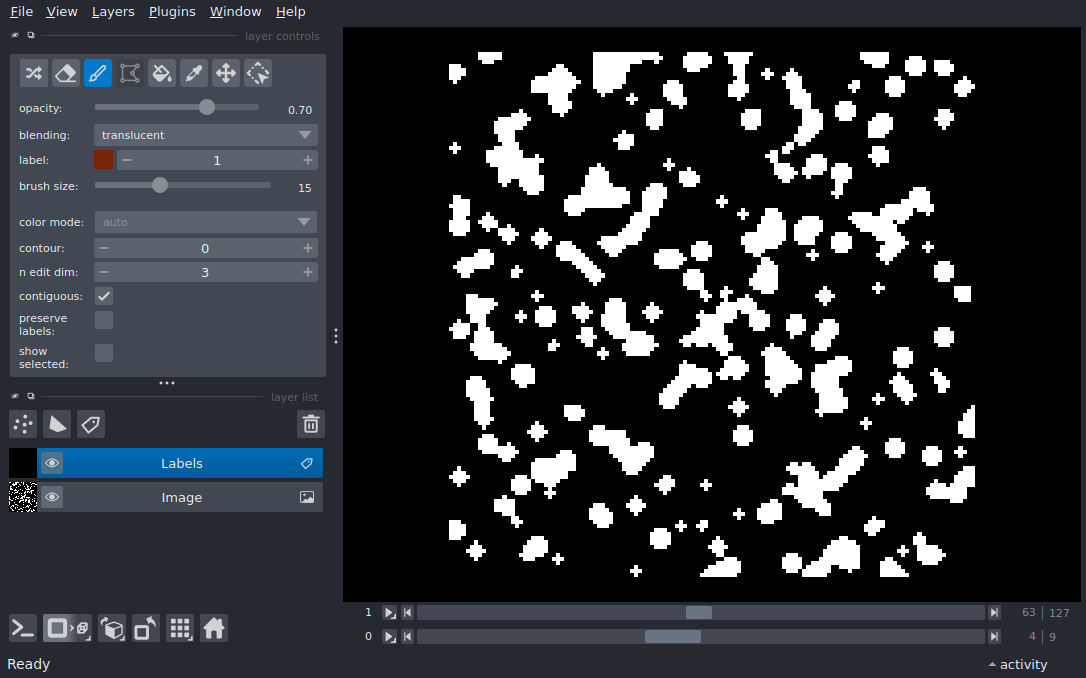 File View Layers Plugins Window Help
layer controls
opacity: 0.70
blending: translucent
label: 1
brush size: 15
color mode: auto
contour: 0
n edit dim: 3
contiguous:
preserve
labels:
show
selected:
layer list
Labels
Image
1 63 127
0 4 9
Ready activity